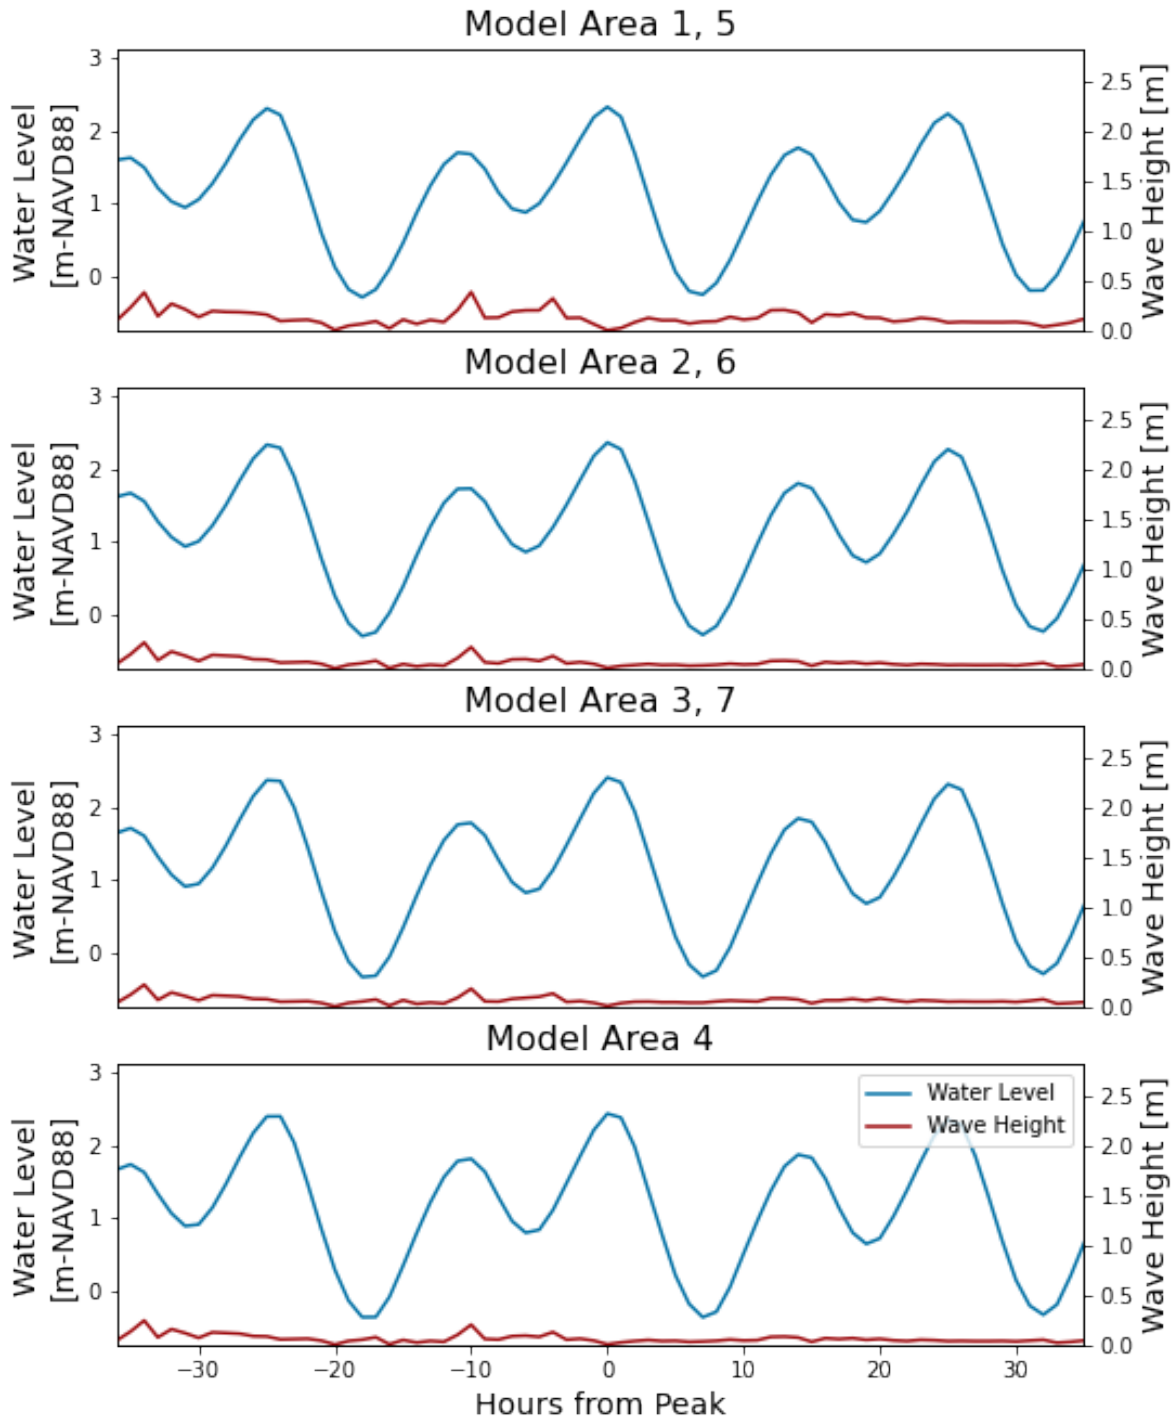 Model Area 1, 5
Water Level
[m-NAVD88]
3
2
1
0
2.5
2.0
1.5
1.0
0.5
0.0
Wave Height [m]
Model Area 2, 6
Water Level
[m-NAVD88]
3
2
1
0
2.5
2.0
1.5
1.0
0.5
0.0
Wave Height [m]
Model Area 3, 7
Water Level
[m-NAVD88]
3
2
1
0
2.5
2.0
1.5
1.0
0.5
0.0
Wave Height [m]
Model Area 4
Water Level
[m-NAVD88]
3
2
1
0
Water Level
Wave Height
2.5
2.0
1.5
1.0
0.5
0.0
Wave Height [m]
−30 −20 −10 0 10 20 30
Hours from Peak